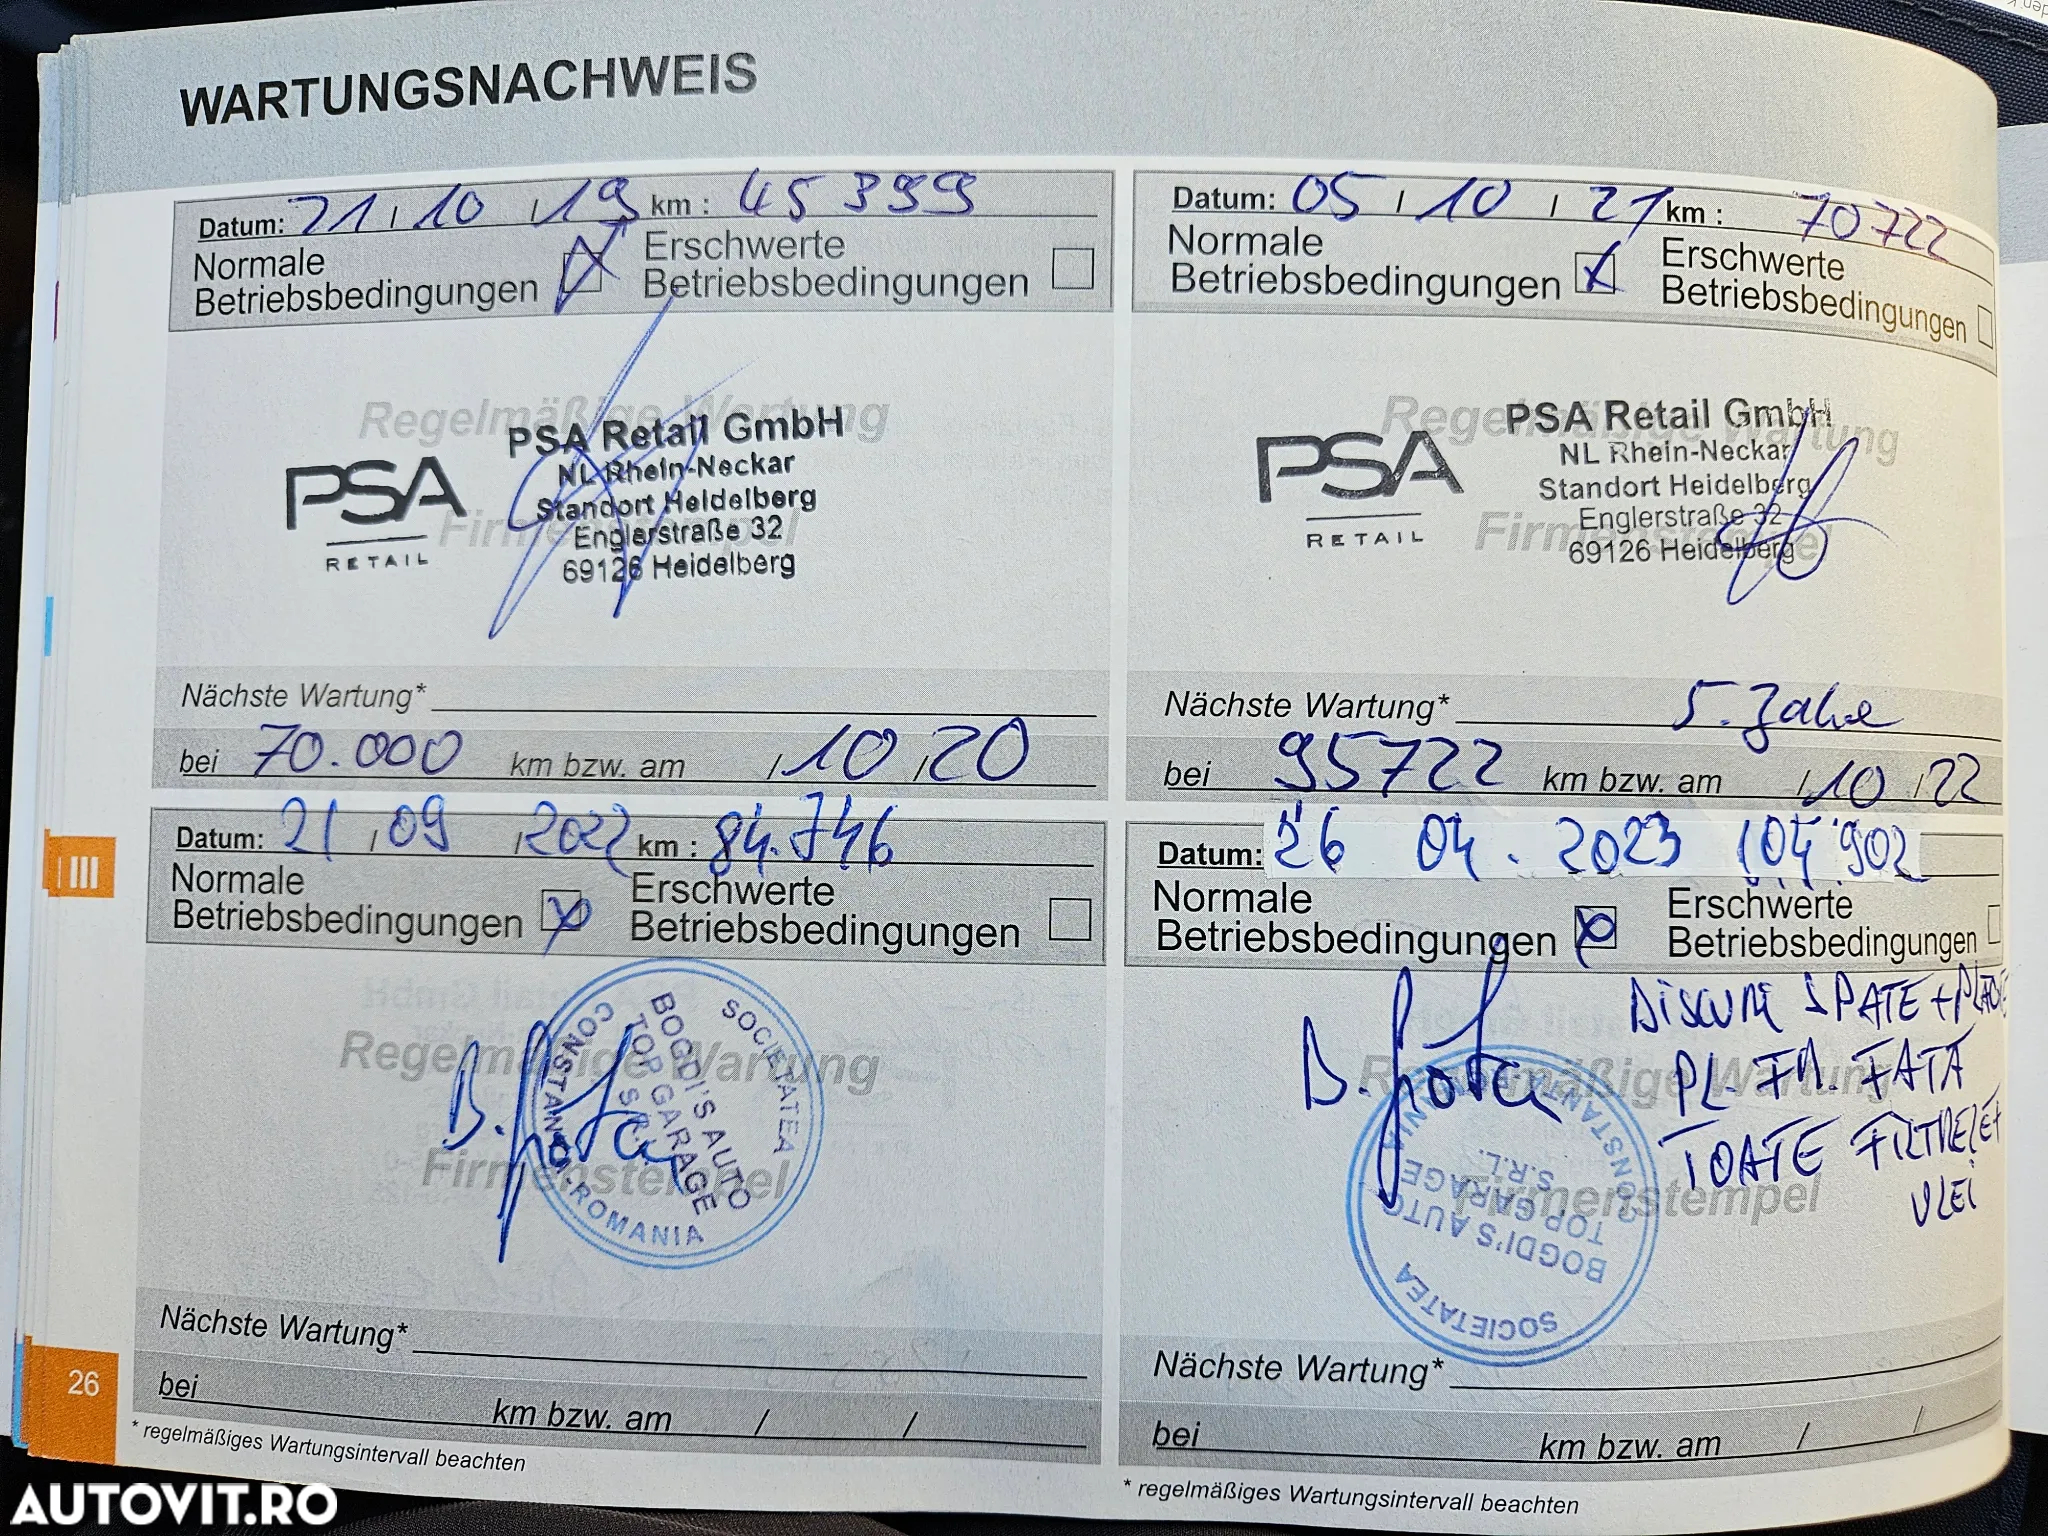 WARTUNGSNACHWEIS
Datum: 21 / 10 / 19 km : 45 399
Normale
Betriebsbedingungen
Erschwerte
Betriebsbedingungen
Regelmäßige Wartung
Firmenstempel
PSA
RETAIL
PSA Retail GmbH
NL Rhein-Neckar
Standort Heidelberg
Englerstraße 32
69126 Heidelberg
Nächste Wartung*
bei 70.000 km bzw. am / 10 / 20
Datum: 05 / 10 / 21 km : 70722
Normale
Betriebsbedingungen
Erschwerte
Betriebsbedingungen
Regelmäßige Wartung
Firmenstempel
PSA
RETAIL
PSA Retail GmbH
NL Rhein-Neckar
Standort Heidelberg
Englerstraße 32
69126 Heidelberg
Nächste Wartung* 5. Jahre
bei 95722 km bzw. am / 10 / 22
Datum: 21 / 09 / 2022 km : 84.746
Normale
Betriebsbedingungen
Erschwerte
Betriebsbedingungen
Regelmäßige Wartung
Firmenstempel
SOCIETATEA
BOGDI'S AUTO
TOP GARAGE
S.R.L.
CONSTANTA-ROMANIA
Nächste Wartung*
bei km bzw. am / /
Datum: 26 04 . 2023 104.902
Normale
Betriebsbedingungen
Erschwerte
Betriebsbedingungen
DISCURI SPATE + PLACUTE
PL. FR. FATA
TOATE FILTRELE +
ULEI
Regelmäßige Wartung
Firmenstempel
SOCIETATEA
BOGDI'S AUTO
TOP GARAGE
S.R.L.
CONSTANTA ROMANIA
Nächste Wartung*
bei km bzw. am / /
III
26
* regelmäßiges Wartungsintervall beachten
* regelmäßiges Wartungsintervall beachten
AUTOVIT.RO